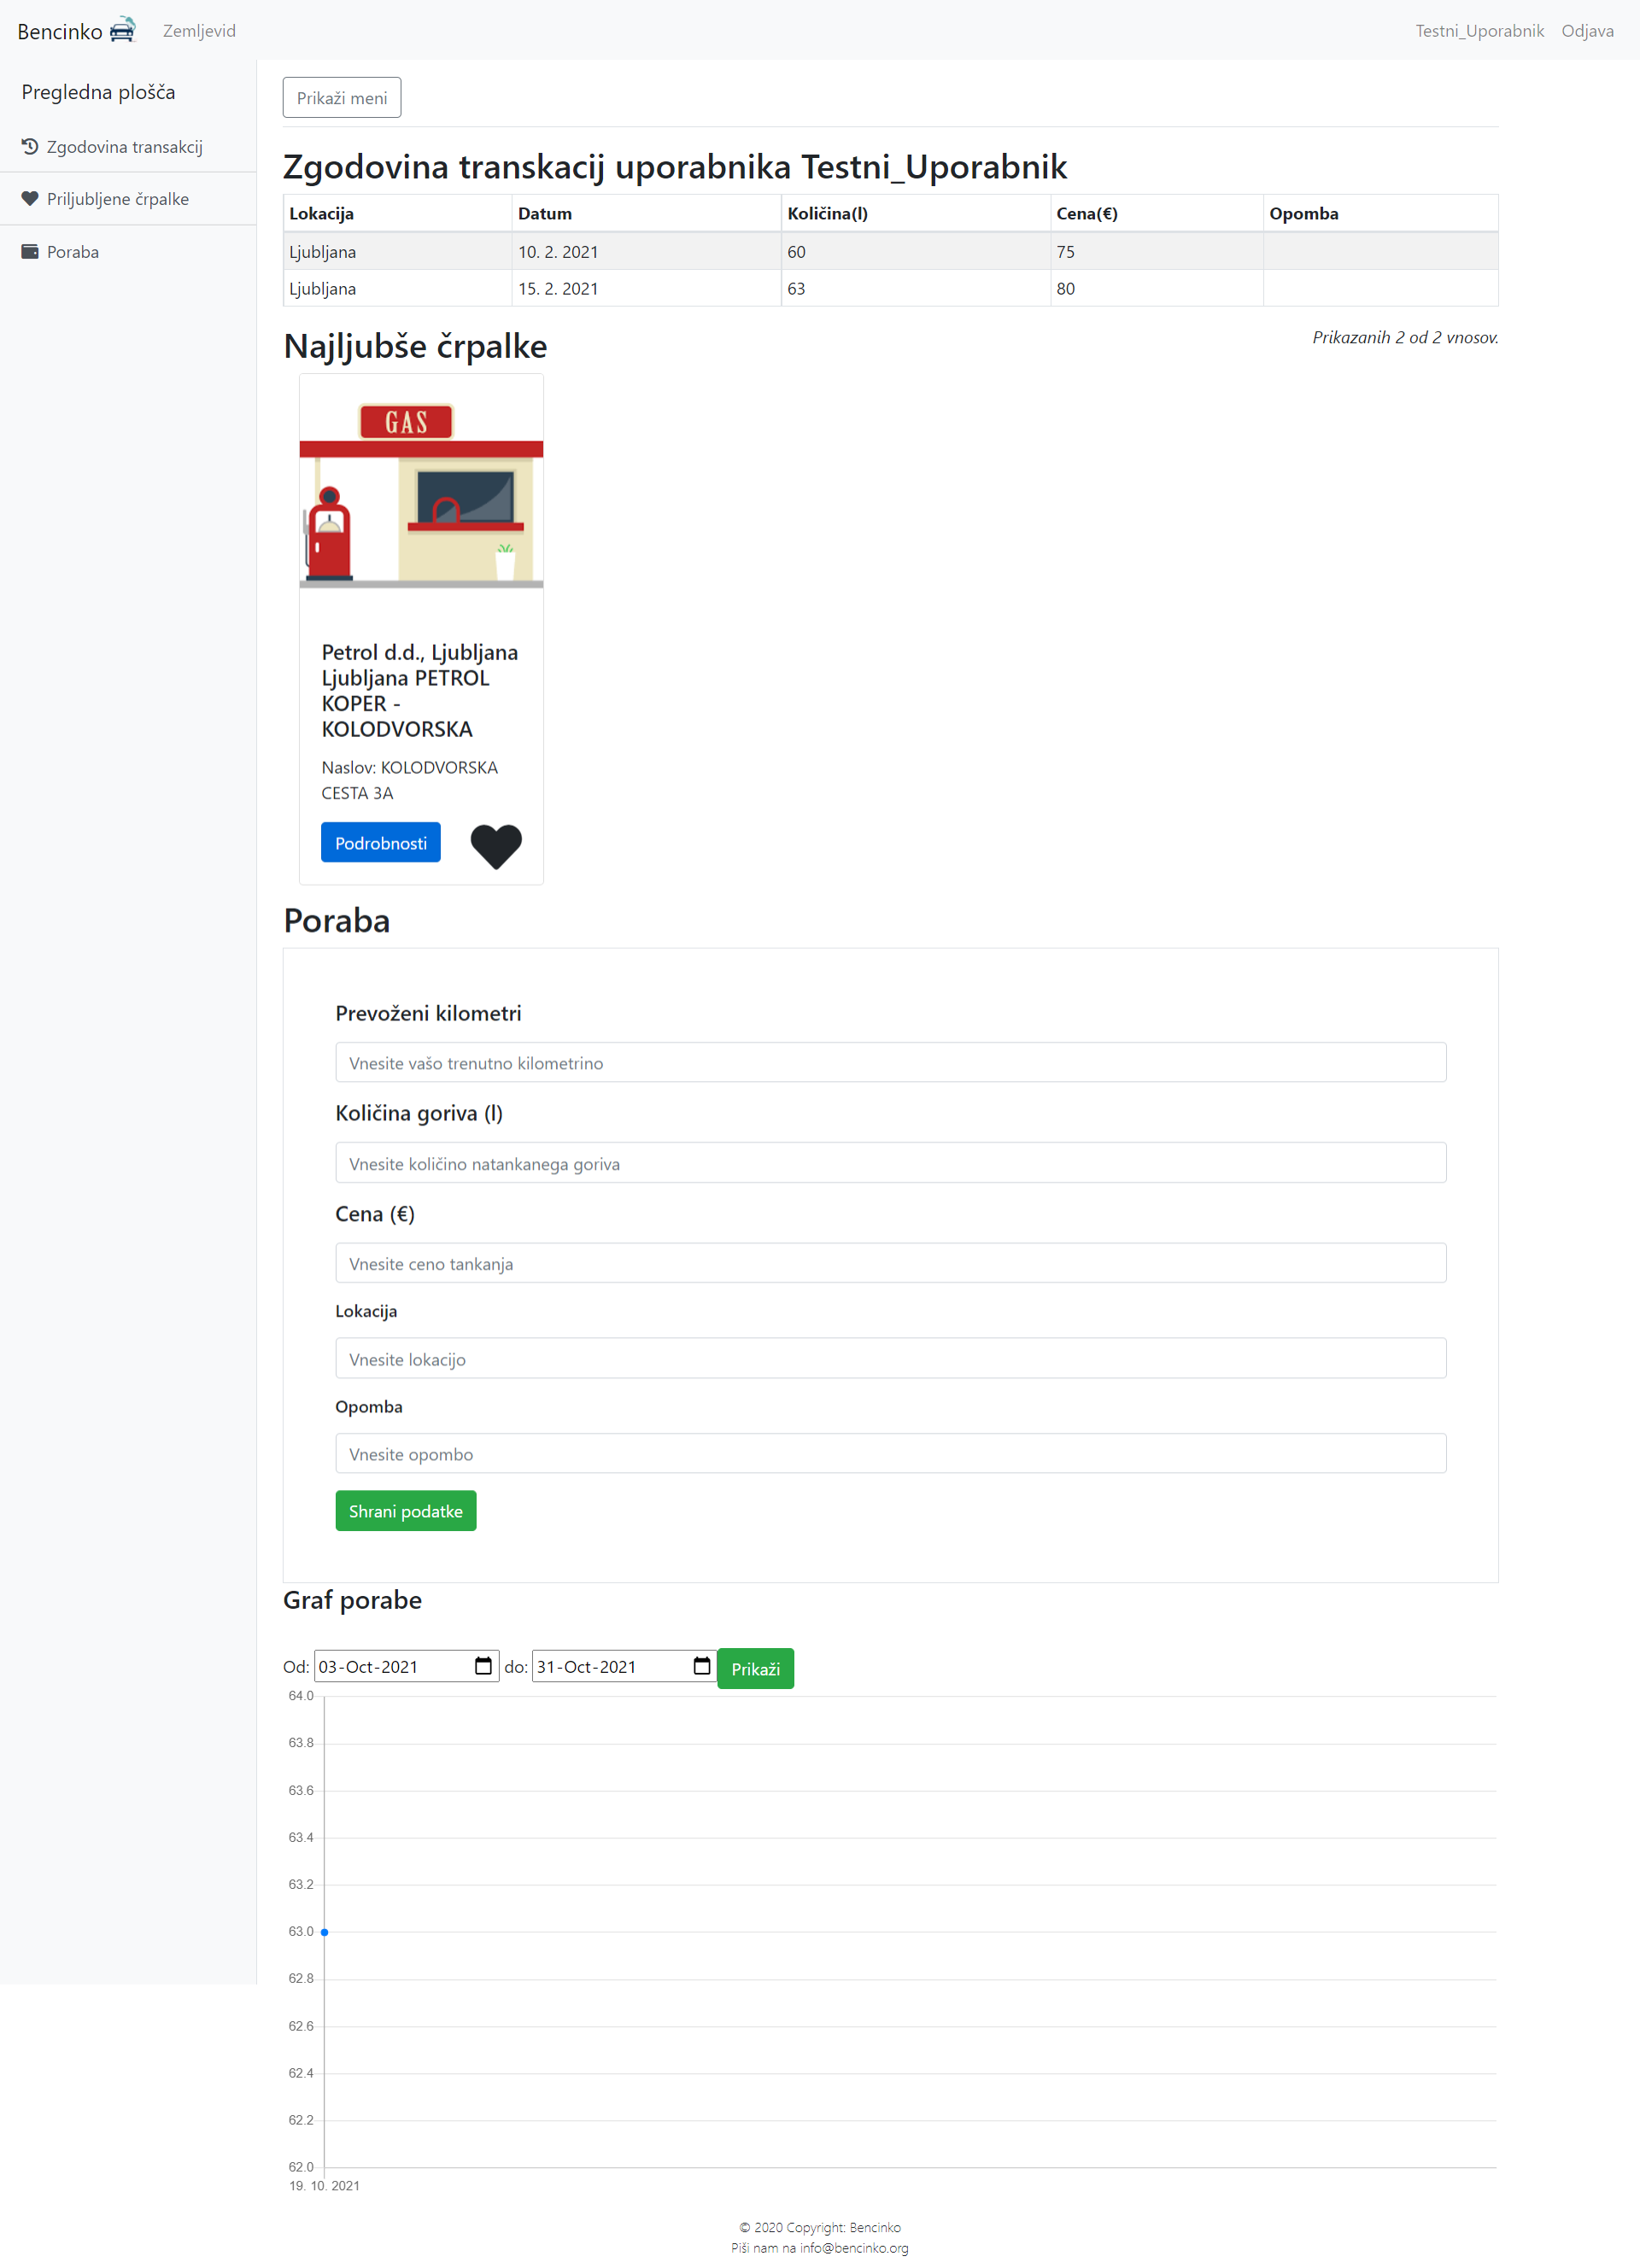 Bencinko Zemljevid Testni_Uporabnik Odjava
Pregledna plošča
Zgodovina transakcij
Priljubljene črpalke
Poraba
Prikaži meni
Zgodovina transkacij uporabnika Testni_Uporabnik
Lokacija Datum Količina(l) Cena(€) Opomba
Ljubljana 10. 2. 2021 60 75
Ljubljana 15. 2. 2021 63 80
Prikazanih 2 od 2 vnosov.
Najljubše črpalke
GAS
Petrol d.d., Ljubljana
Ljubljana PETROL
KOPER -
KOLODVORSKA
Naslov: KOLODVORSKA
CESTA 3A
Podrobnosti
Poraba
Prevoženi kilometri
Vnesite vašo trenutno kilometrino
Količina goriva (l)
Vnesite količino natankanega goriva
Cena (€)
Vnesite ceno tankanja
Lokacija
Vnesite lokacijo
Opomba
Vnesite opombo
Shrani podatke
Graf porabe
Od: 03-Oct-2021 do: 31-Oct-2021 Prikaži
64.0
63.8
63.6
63.4
63.2
63.0
62.8
62.6
62.4
62.2
62.0
19. 10. 2021
© 2020 Copyright: Bencinko
Piši nam na info@bencinko.org